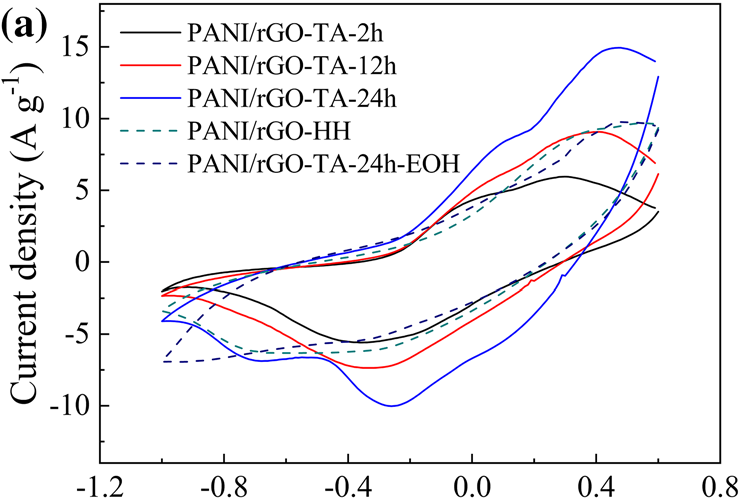 (a)
PANI/rGO-TA-2h
PANI/rGO-TA-12h
PANI/rGO-TA-24h
PANI/rGO-HH
PANI/rGO-TA-24h-EOH
Current density (A g⁻¹)
15
10
5
0
-5
-10
-1.2 -0.8 -0.4 0.0 0.4 0.8